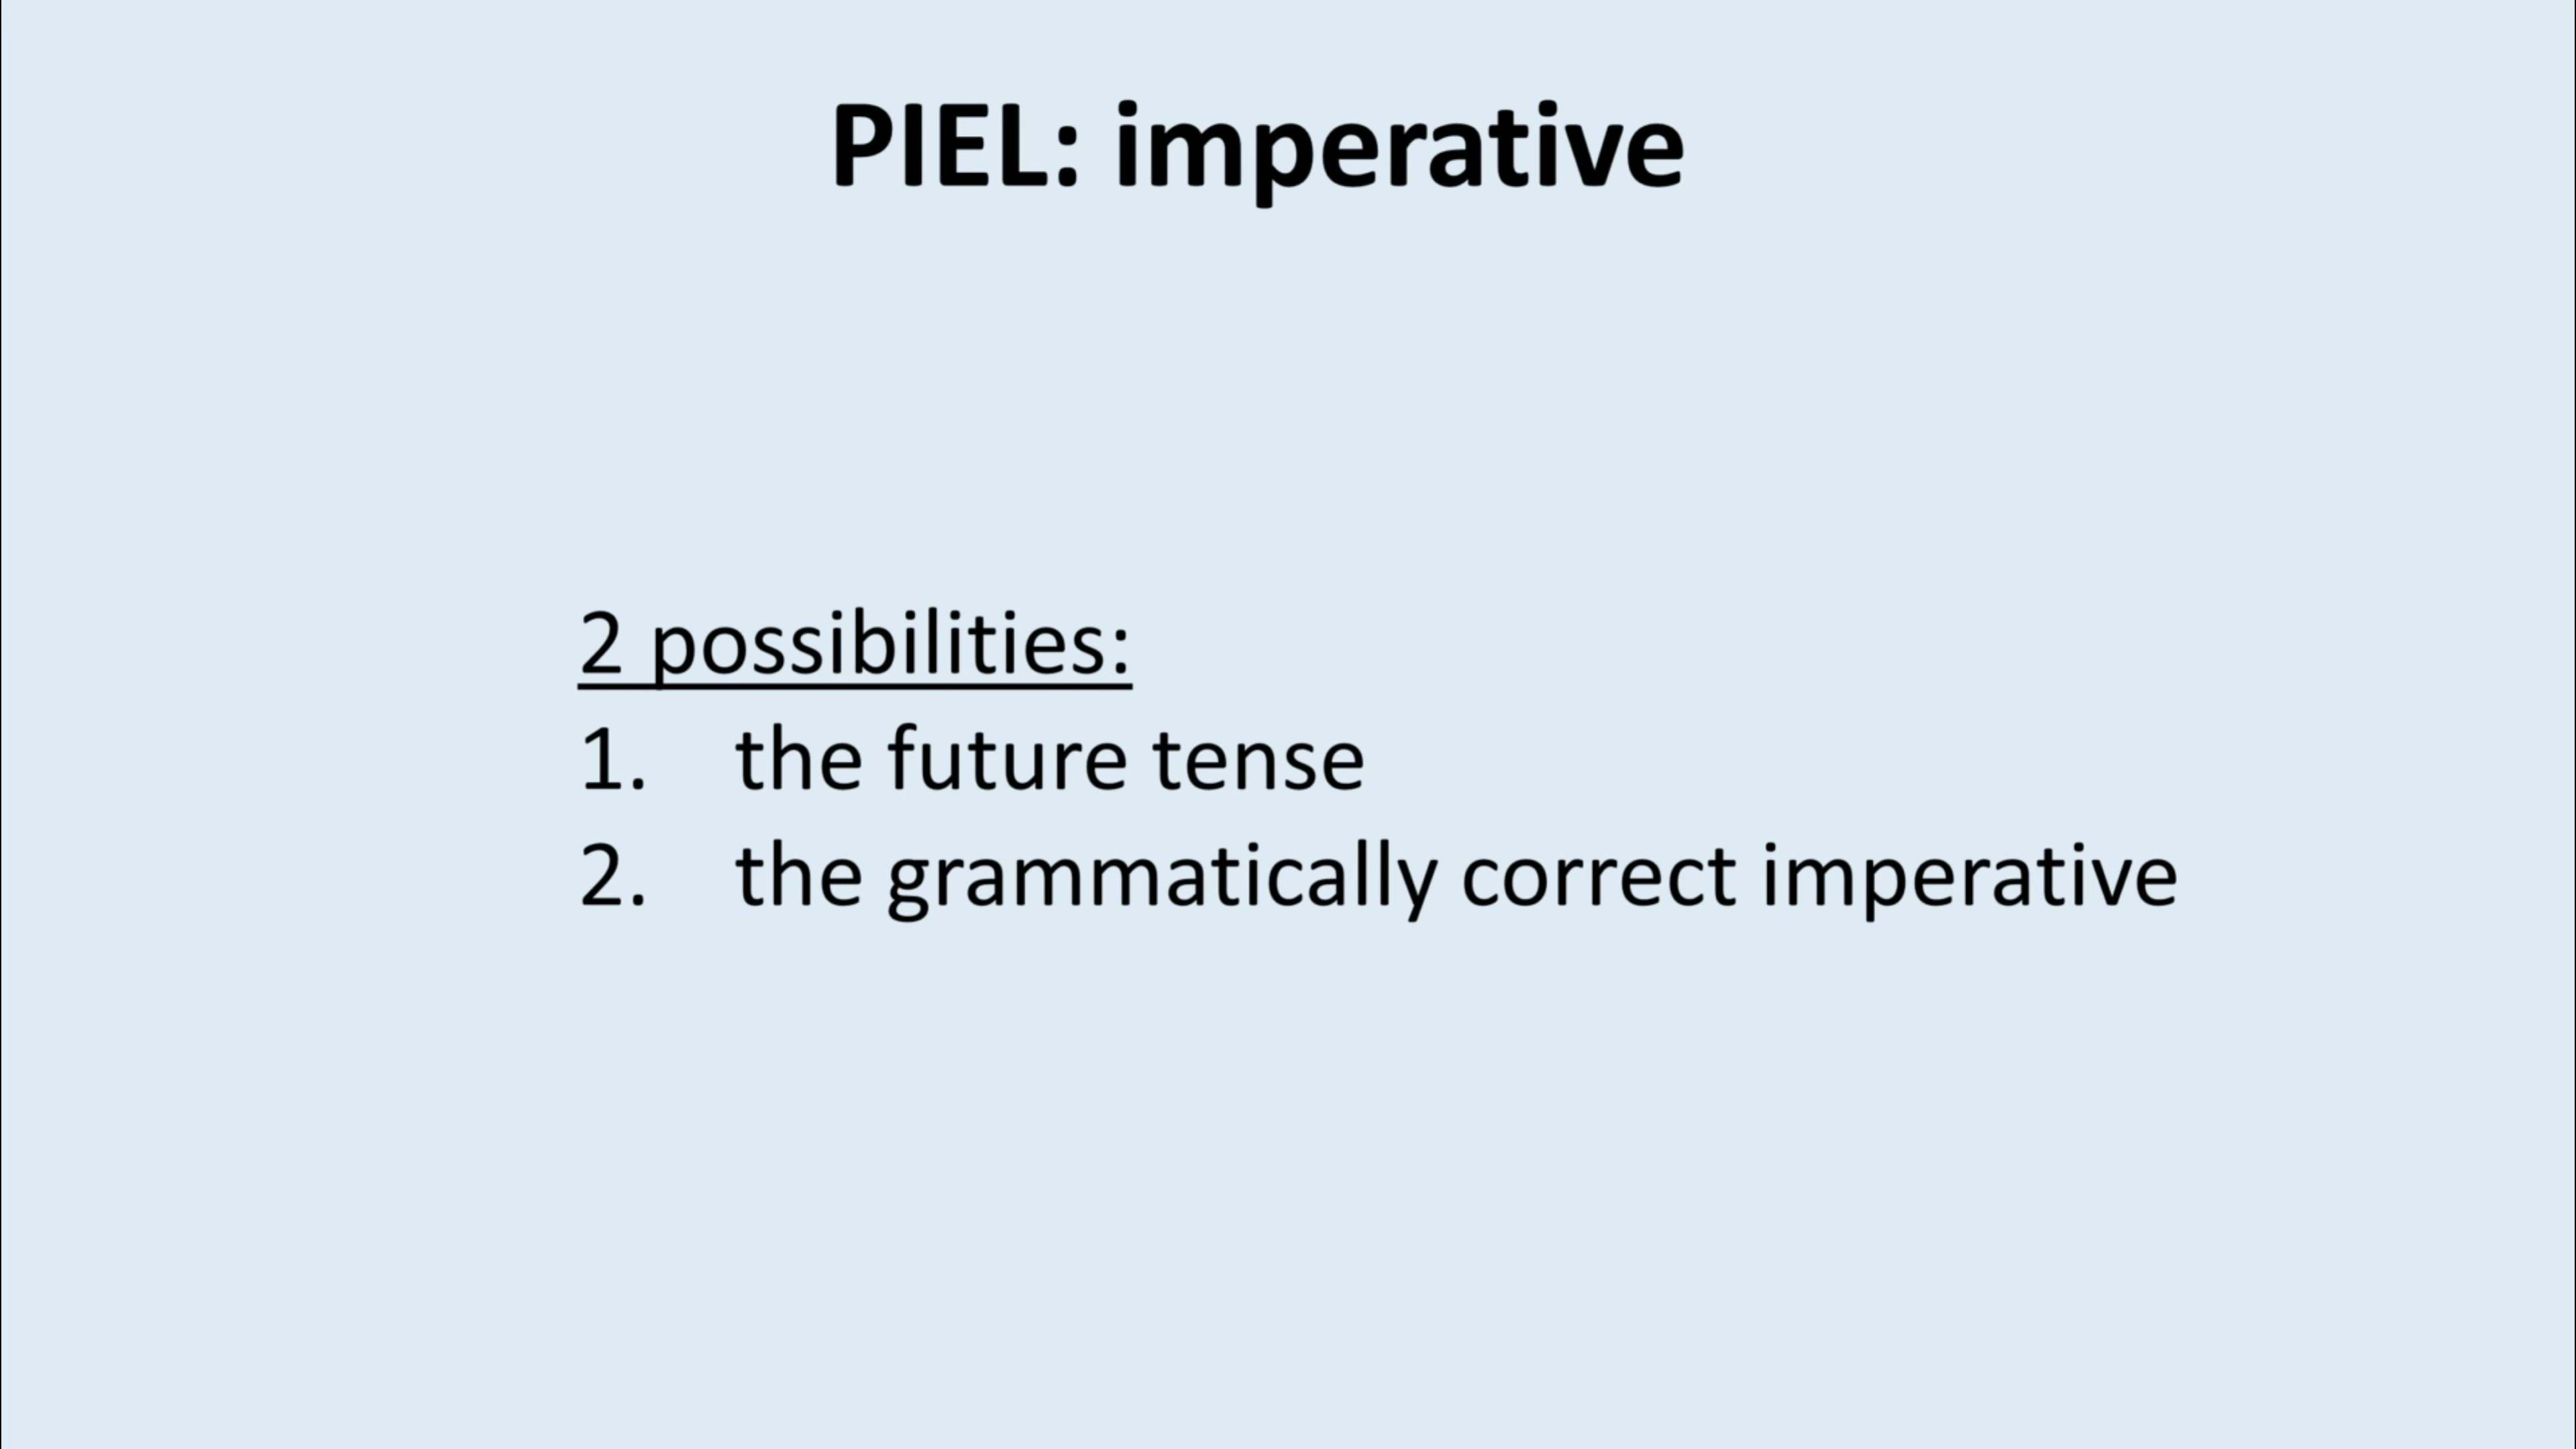 PIEL: imperative
2 possibilities:
1. the future tense
2. the grammatically correct imperative